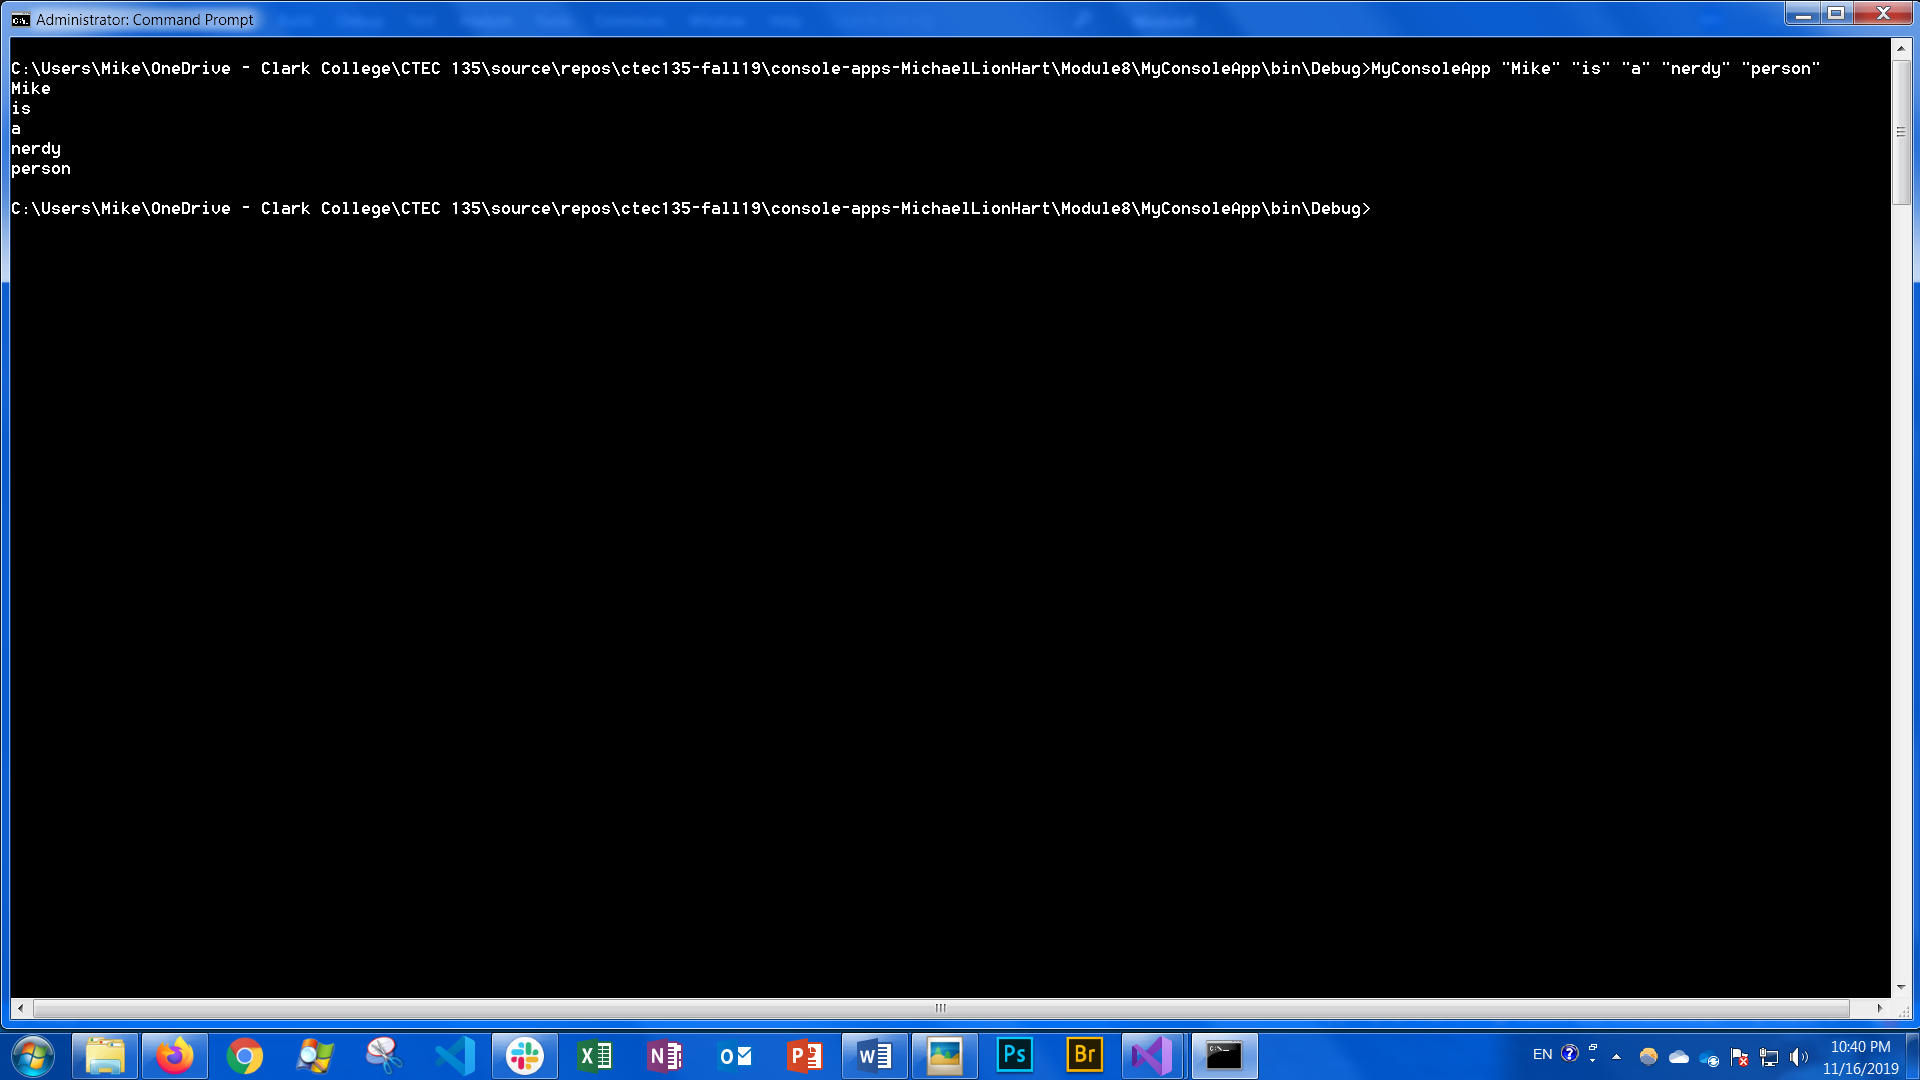 Administrator: Command Prompt
C:\Users\Mike\OneDrive - Clark College\CTEC 135\source\repos\ctec135-fall19\console-apps-MichaelLionHart\Module8\MyConsoleApp\bin\Debug>MyConsoleApp "Mike" "is" "a" "nerdy" "person"
Mike
is
a
nerdy
person
C:\Users\Mike\OneDrive - Clark College\CTEC 135\source\repos\ctec135-fall19\console-apps-MichaelLionHart\Module8\MyConsoleApp\bin\Debug>
Ps
Br
EN
10:40 PM
11/16/2019